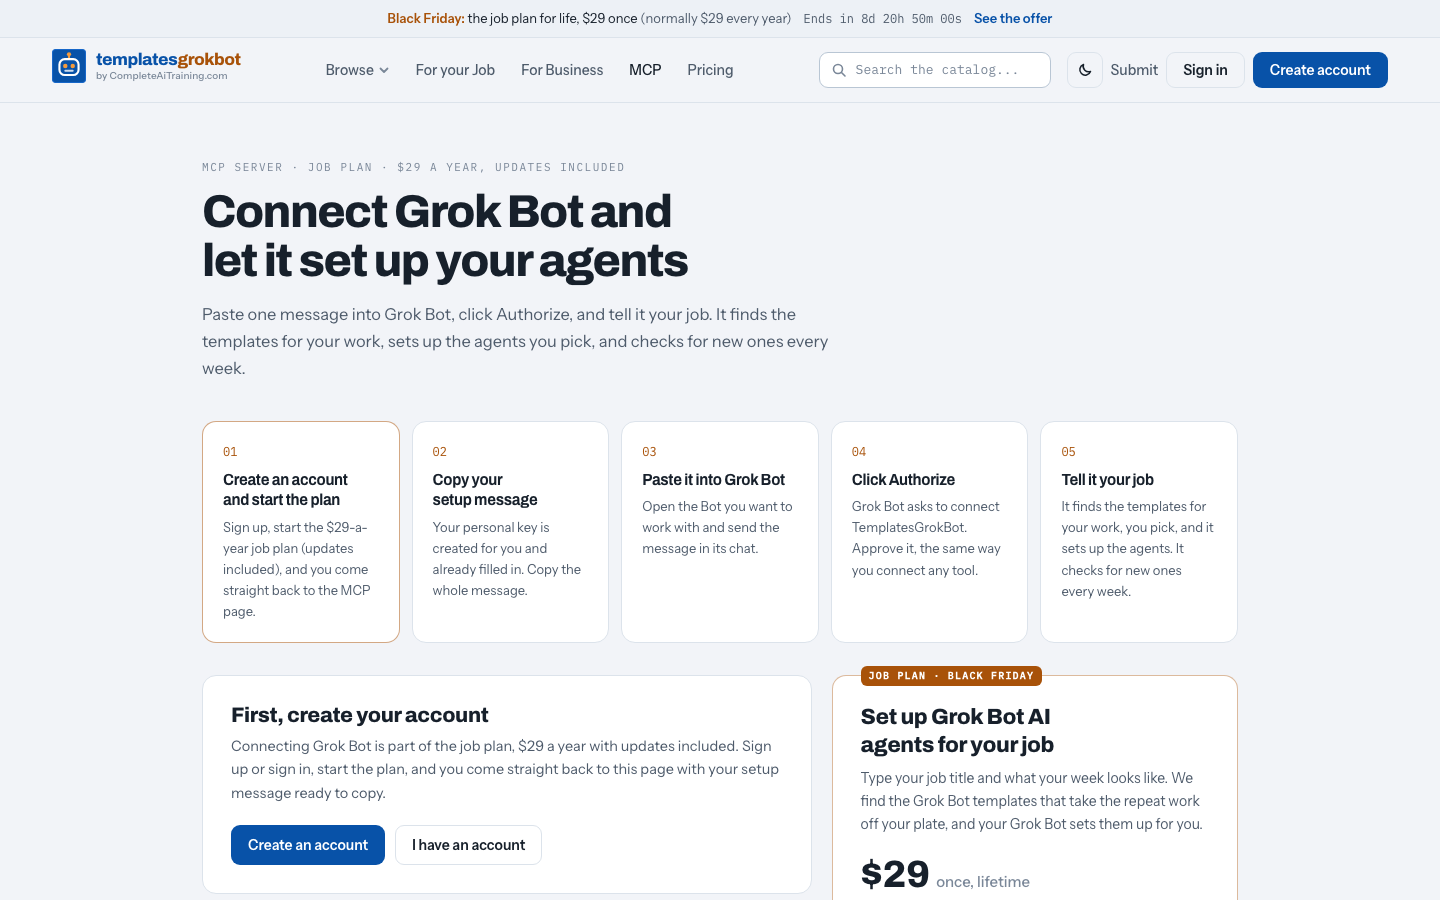 Black Friday: the job plan for life, $29 once (normally $29 every year) Ends in 8d 20h 50m 00s See the offer
templatesgrokbot
by CompleteAiTraining.com
Browse For your Job For Business MCP Pricing Search the catalog... Submit Sign in Create account
MCP SERVER · JOB PLAN · $29 A YEAR, UPDATES INCLUDED
Connect Grok Bot and
let it set up your agents
Paste one message into Grok Bot, click Authorize, and tell it your job. It finds the
templates for your work, sets up the agents you pick, and checks for new ones every
week.
01
Create an account
and start the plan
Sign up, start the $29-a-
year job plan (updates
included), and you come
straight back to the MCP
page.
02
Copy your
setup message
Your personal key is
created for you and
already filled in. Copy the
whole message.
03
Paste it into Grok Bot
Open the Bot you want to
work with and send the
message in its chat.
04
Click Authorize
Grok Bot asks to connect
TemplatesGrokBot.
Approve it, the same way
you connect any tool.
05
Tell it your job
It finds the templates for
your work, you pick, and it
sets up the agents. It
checks for new ones
every week.
First, create your account
Connecting Grok Bot is part of the job plan, $29 a year with updates included. Sign
up or sign in, start the plan, and you come straight back to this page with your setup
message ready to copy.
Create an account I have an account
JOB PLAN · BLACK FRIDAY
Set up Grok Bot AI
agents for your job
Type your job title and what your week looks like. We
find the Grok Bot templates that take the repeat work
off your plate, and your Grok Bot sets them up for you.
$29 once, lifetime